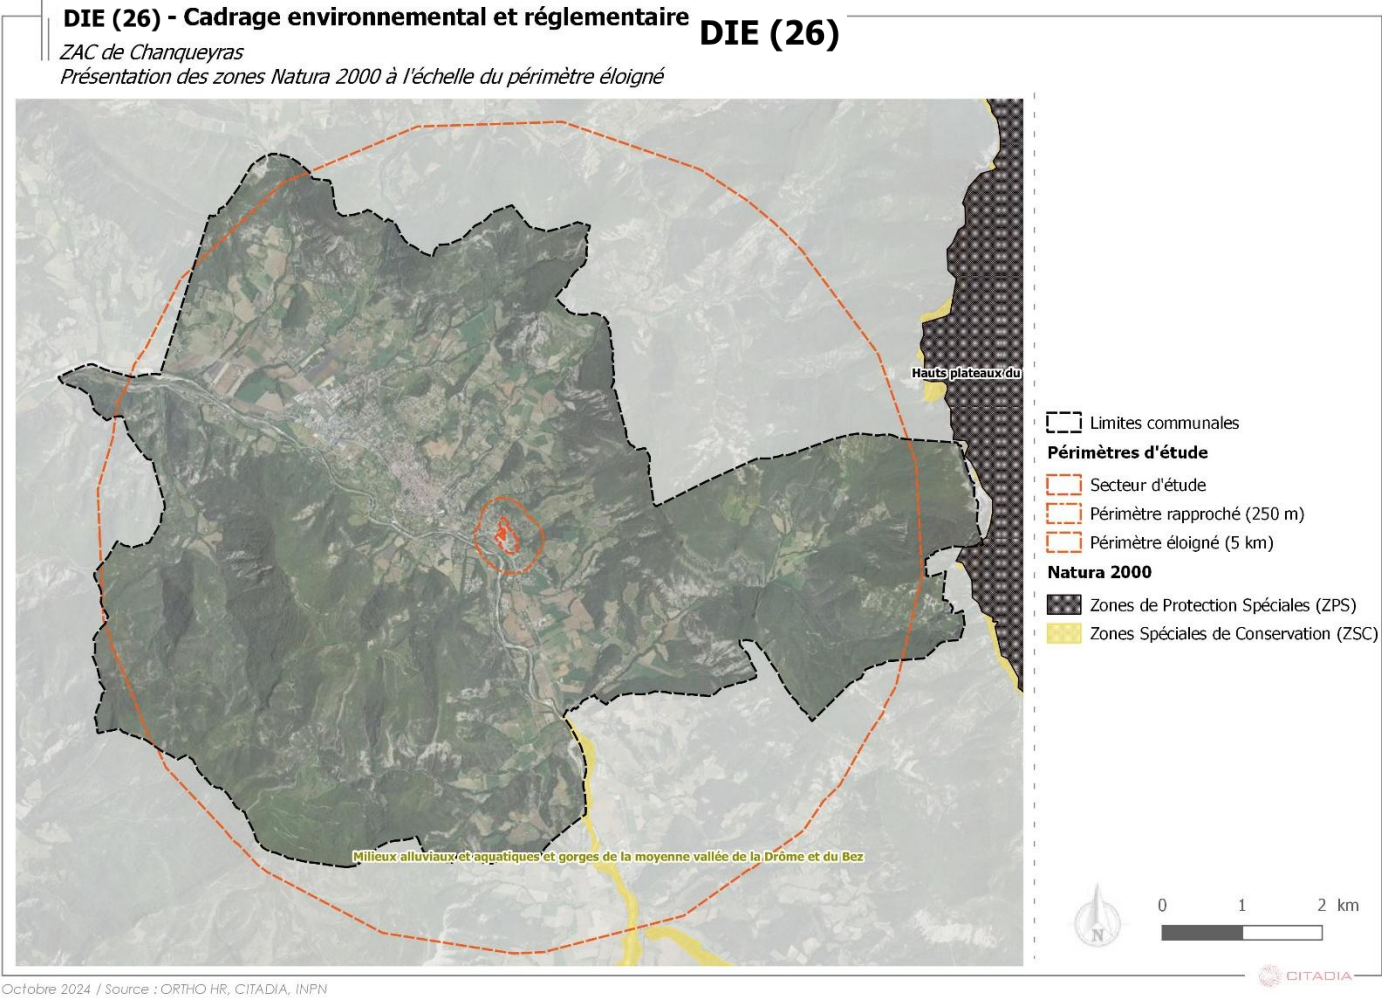 DIE (26) - Cadrage environnemental et réglementaire
DIE (26)
ZAC de Chanqueyras
Présentation des zones Natura 2000 à l'échelle du périmètre éloigné
Hauts plateaux du
Milieux alluviaux et aquatiques et gorges de la moyenne vallée de la Drôme et du Bez
Limites communales
Périmètres d'étude
Secteur d'étude
Périmètre rapproché (250 m)
Périmètre éloigné (5 km)
Natura 2000
Zones de Protection Spéciales (ZPS)
Zones Spéciales de Conservation (ZSC)
N
0 1 2 km
CITADIA
Octobre 2024 / Source : ORTHO HR, CITADIA, INPN